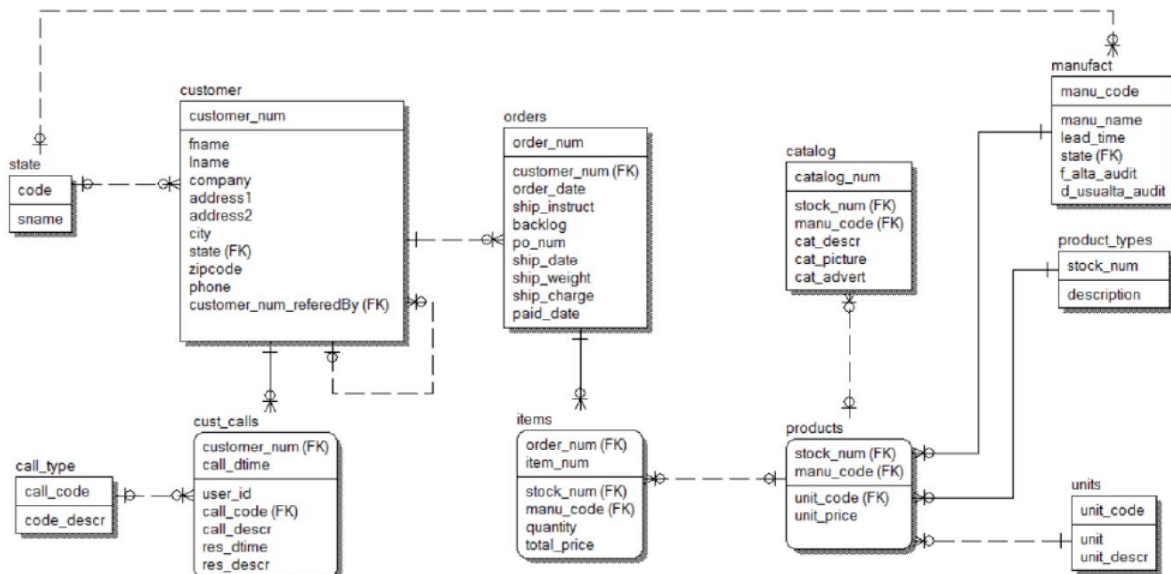 state
code
sname
customer
customer_num
fname
lname
company
address1
address2
city
state (FK)
zipcode
phone
customer_num_referedBy (FK)
orders
order_num
customer_num (FK)
order_date
ship_instruct
backlog
po_num
ship_date
ship_weight
ship_charge
paid_date
catalog
catalog_num
stock_num (FK)
manu_code (FK)
cat_descr
cat_picture
cat_advert
manufact
manu_code
manu_name
lead_time
state (FK)
f_alta_audit
d_usualta_audit
product_types
stock_num
description
call_type
call_code
code_descr
cust_calls
customer_num (FK)
call_dtime
user_id
call_code (FK)
call_descr
res_dtime
res_descr
items
order_num (FK)
item_num
stock_num (FK)
manu_code (FK)
quantity
total_price
products
stock_num (FK)
manu_code (FK)
unit_code (FK)
unit_price
units
unit_code
unit
unit_descr